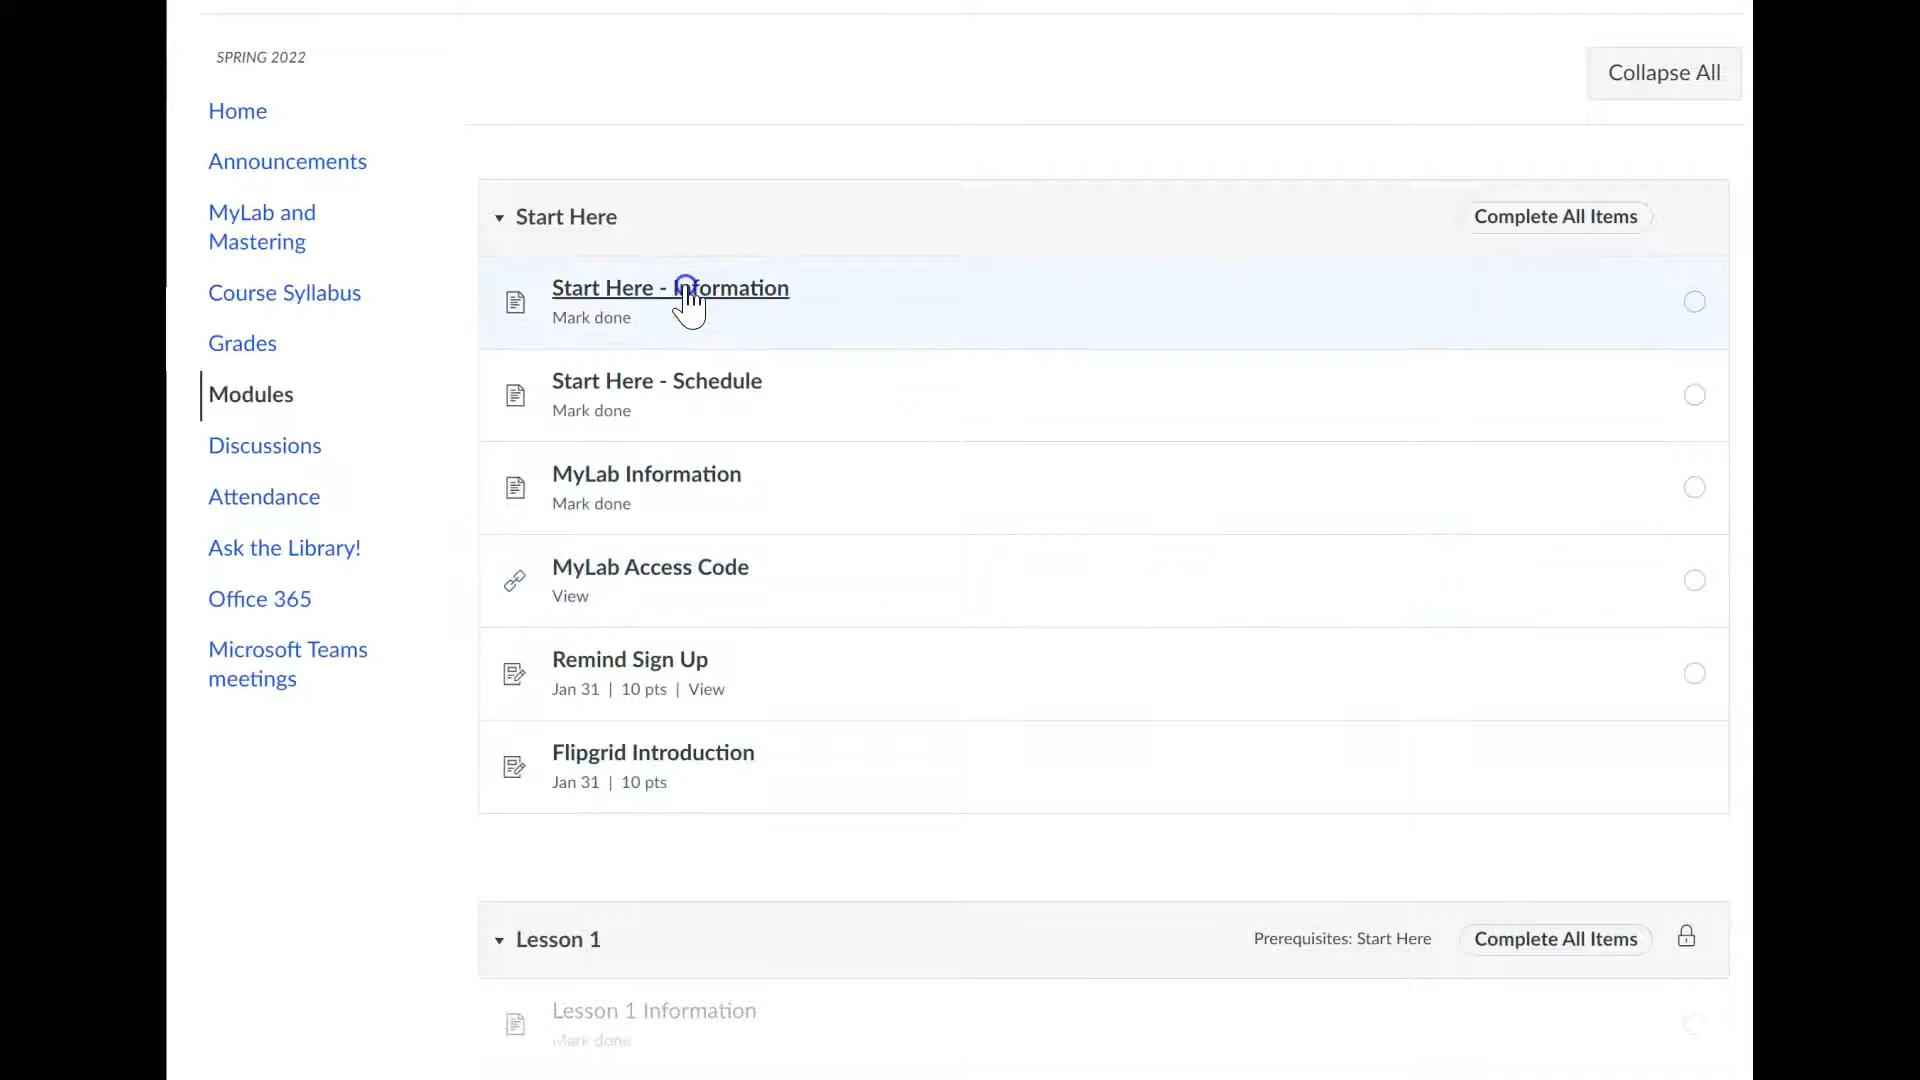 SPRING 2022
Home
Announcements
MyLab and
Mastering
Course Syllabus
Grades
Modules
Discussions
Attendance
Ask the Library!
Office 365
Microsoft Teams
meetings
Collapse All
Start Here
Complete All Items
Start Here - Information
Mark done
Start Here - Schedule
Mark done
MyLab Information
Mark done
MyLab Access Code
View
Remind Sign Up
Jan 31 | 10 pts | View
Flipgrid Introduction
Jan 31 | 10 pts
Lesson 1
Prerequisites: Start Here
Complete All Items
Lesson 1 Information
Mark done